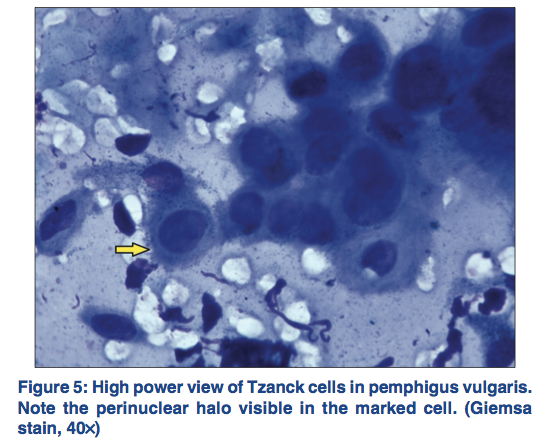 Figure 5: High power view of Tzanck cells in pemphigus vulgaris.
Note the perinuclear halo visible in the marked cell. (Giemsa
stain, 40×)